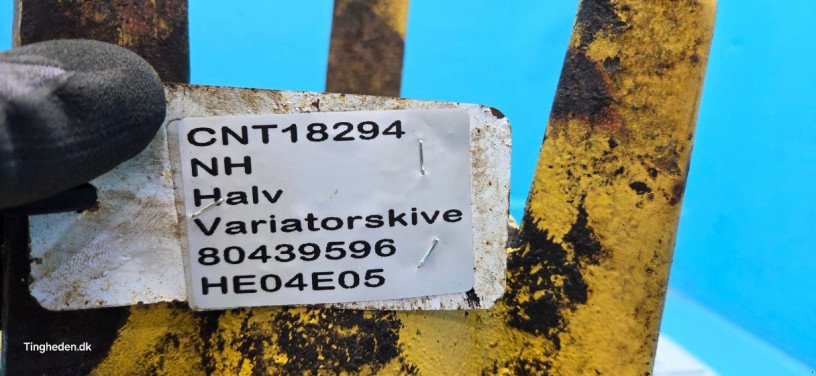 CNT18294
NH
Halv
Variatorskive
80439596
HE04E05
Tingheden.dk